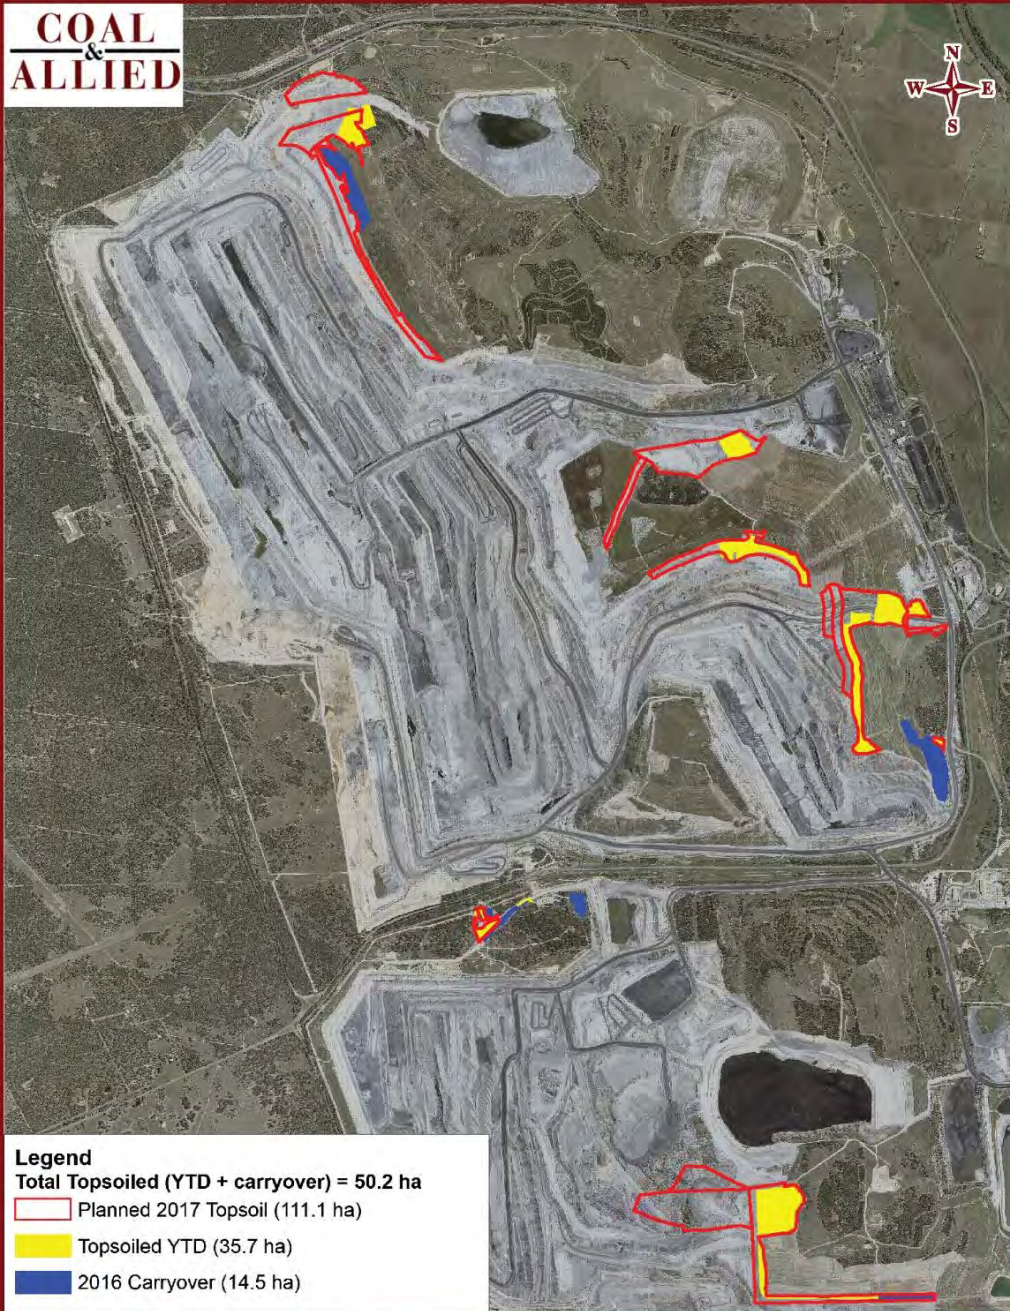 COAL
&
ALLIED
N
W E
S
Legend
Total Topsoiled (YTD + carryover) = 50.2 ha
Planned 2017 Topsoil (111.1 ha)
Topsoiled YTD (35.7 ha)
2016 Carryover (14.5 ha)